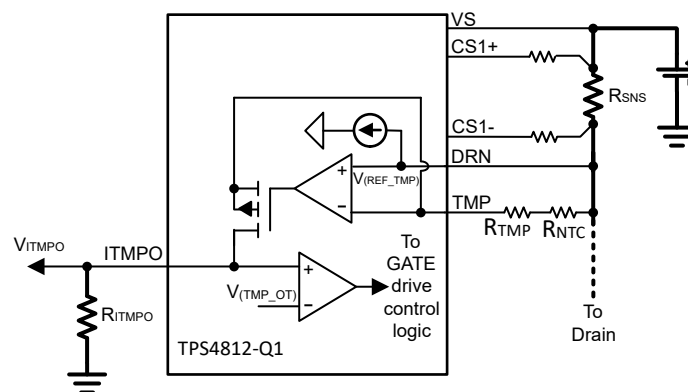 VS
CS1+
RSNS
CS1-
DRN
+
V(REF_TMP)
−
TMP
RTMP
RNTC
VITMPO
ITMPO
RITMPO
+
V(TMP_OT)
−
To
GATE
drive
control
logic
TPS4812-Q1
To
Drain